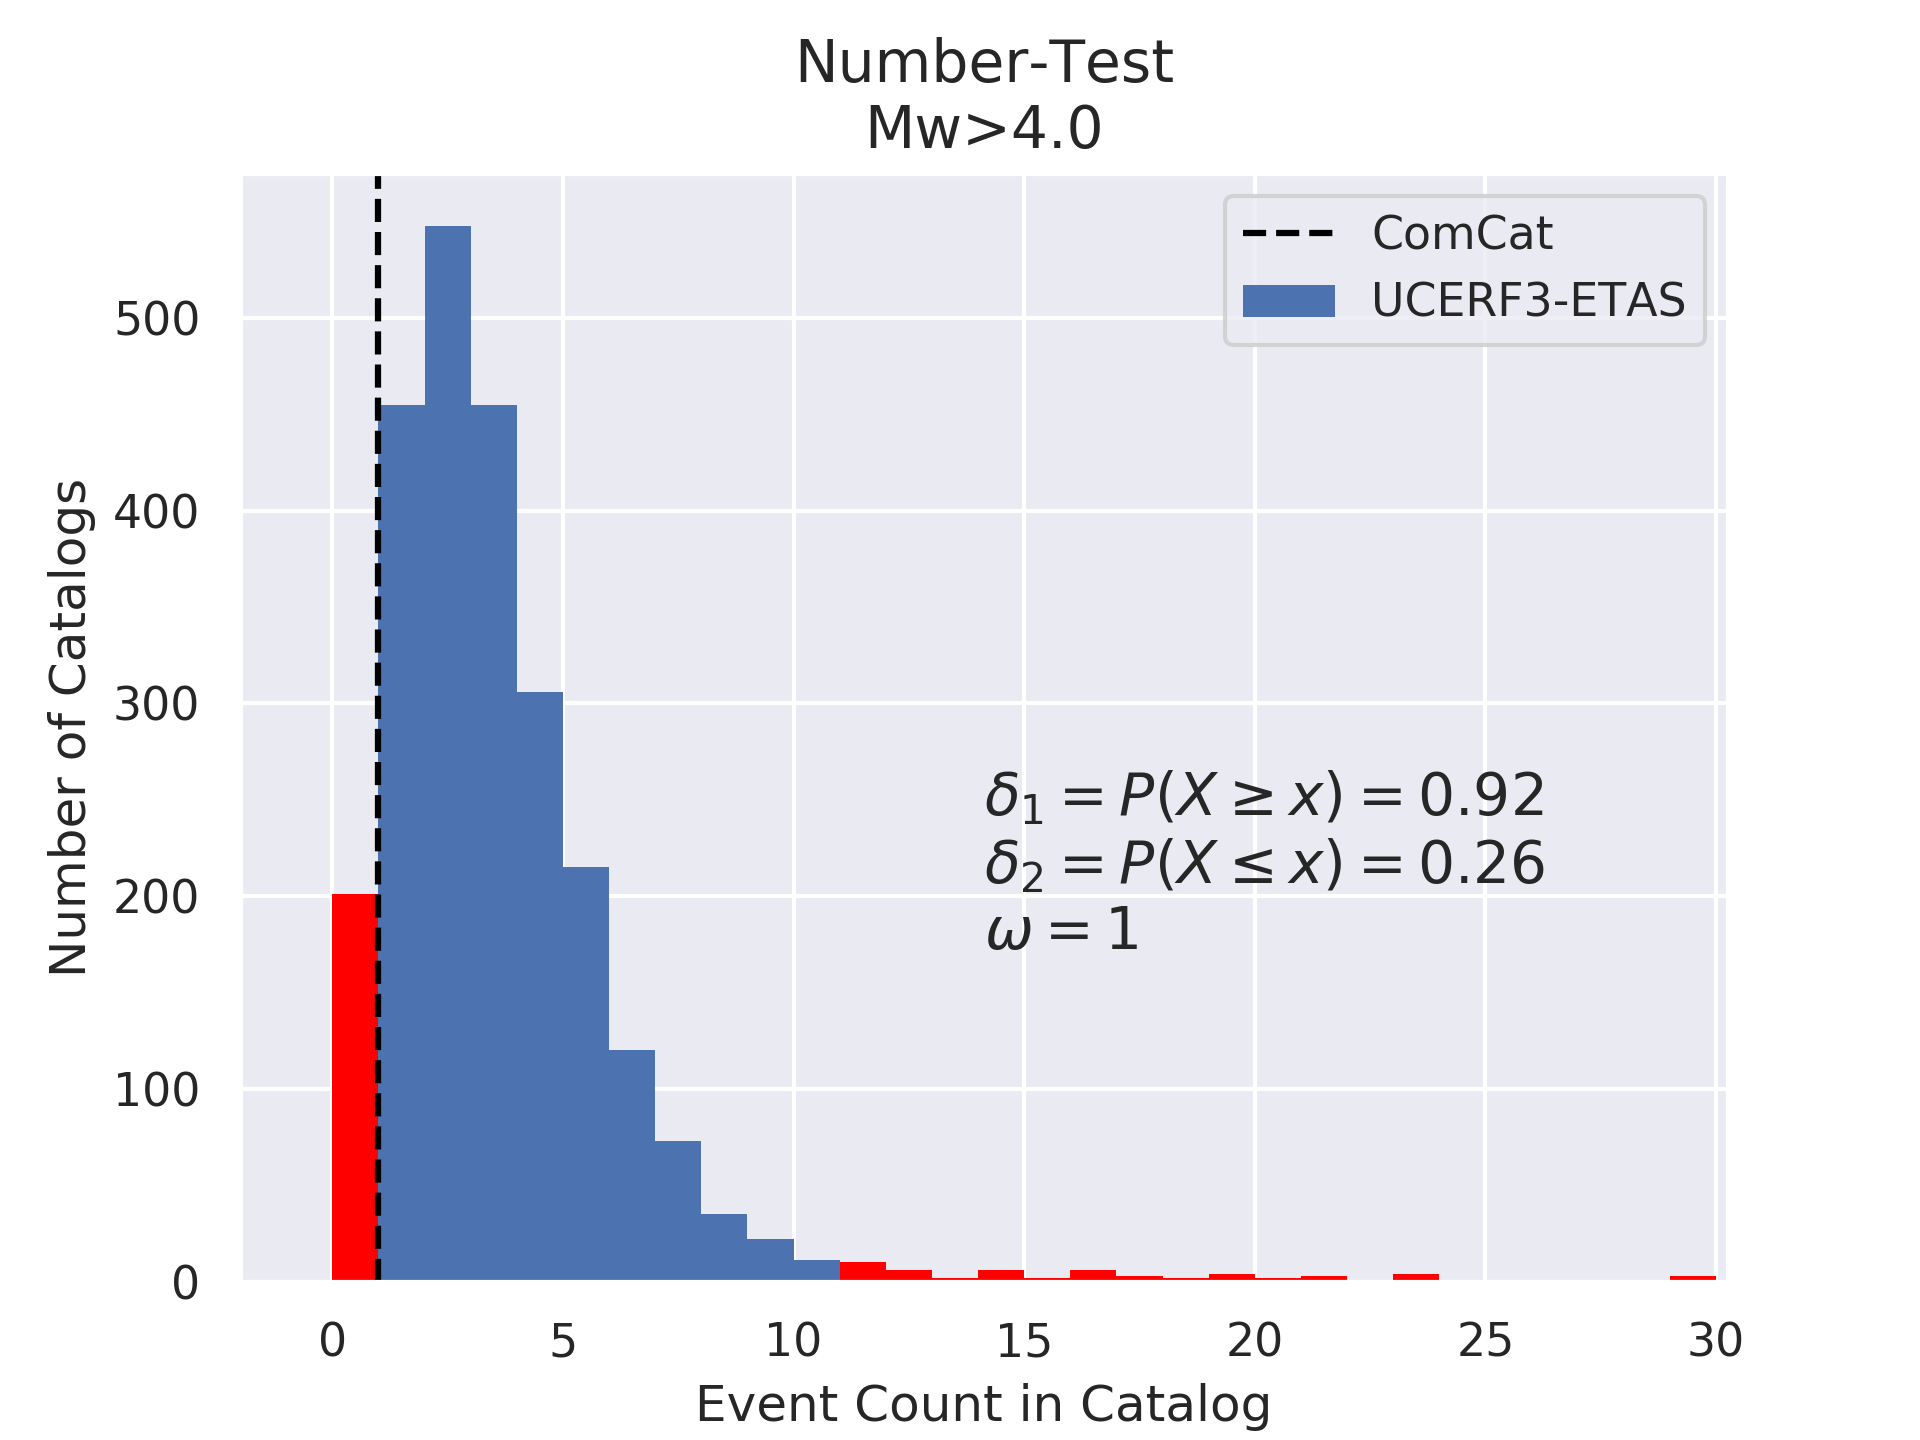 Number-Test
Mw>4.0
ComCat
UCERF3-ETAS
Number of Catalogs
500
400
300
200
100
0
δ₁ = P(X ≥ x) = 0.92
δ₂ = P(X ≤ x) = 0.26
ω = 1
0 5 10 15 20 25 30
Event Count in Catalog